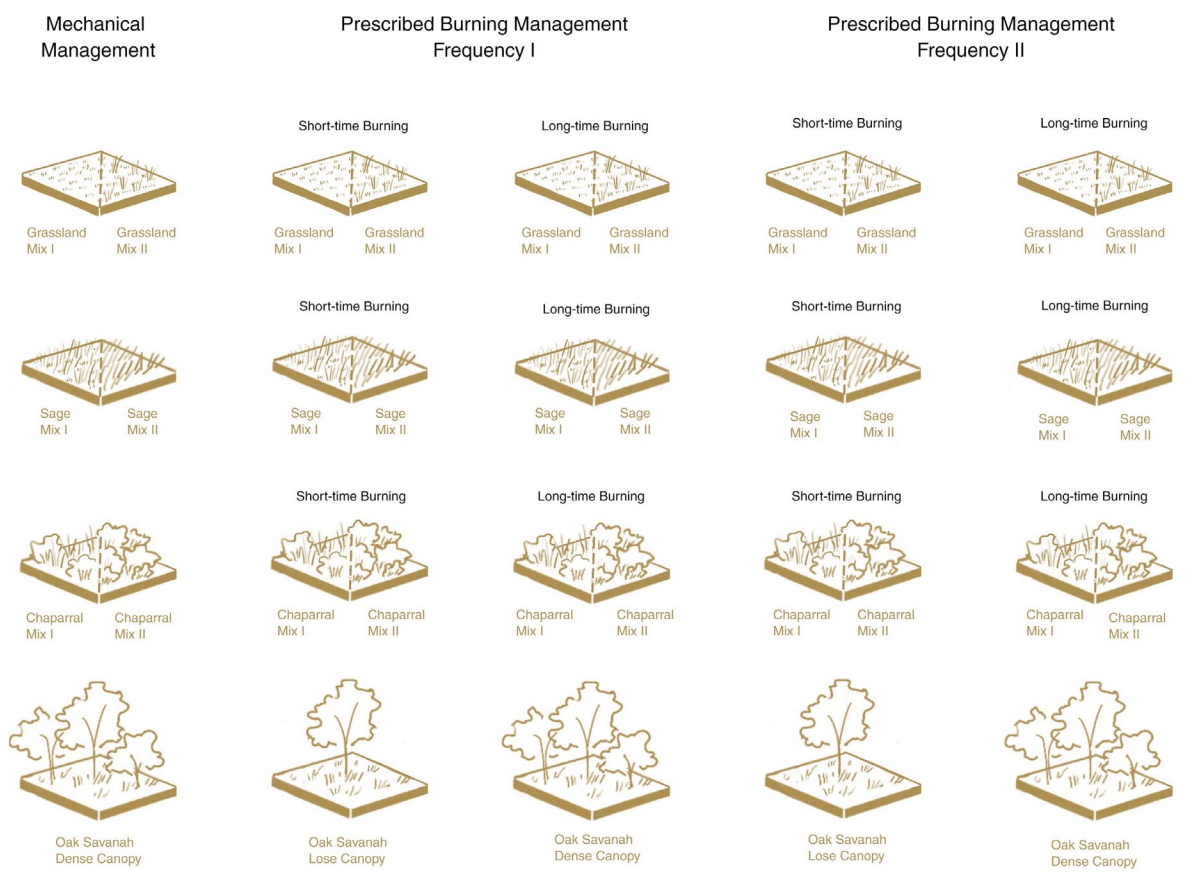 Mechanical
Management
Prescribed Burning Management
Frequency I
Prescribed Burning Management
Frequency II
Short-time Burning
Long-time Burning
Short-time Burning
Long-time Burning
Grassland
Mix I
Grassland
Mix II
Grassland
Mix I
Grassland
Mix II
Grassland
Mix I
Grassland
Mix II
Grassland
Mix I
Grassland
Mix II
Grassland
Mix I
Grassland
Mix II
Short-time Burning
Long-time Burning
Short-time Burning
Long-time Burning
Sage
Mix I
Sage
Mix II
Sage
Mix I
Sage
Mix II
Sage
Mix I
Sage
Mix II
Sage
Mix I
Sage
Mix II
Sage
Mix I
Sage
Mix II
Short-time Burning
Long-time Burning
Short-time Burning
Long-time Burning
Chaparral
Mix I
Chaparral
Mix II
Chaparral
Mix I
Chaparral
Mix II
Chaparral
Mix I
Chaparral
Mix II
Chaparral
Mix I
Chaparral
Mix II
Chaparral
Mix I
Chaparral
Mix II
Oak Savanah
Dense Canopy
Oak Savanah
Lose Canopy
Oak Savanah
Dense Canopy
Oak Savanah
Lose Canopy
Oak Savanah
Dense Canopy